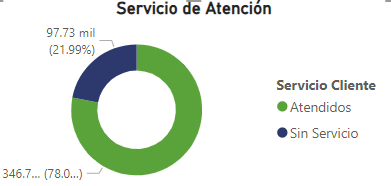 Servicio de Atención
97.73 mil
(21.99%)
Servicio Cliente
Atendidos
Sin Servicio
346.7... (78.0...)